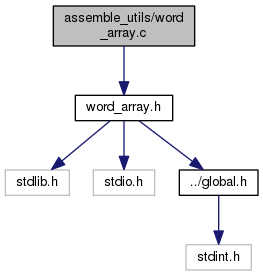 assemble_utils/word
_array.c
word_array.h
stdlib.h
stdio.h
../global.h
stdint.h